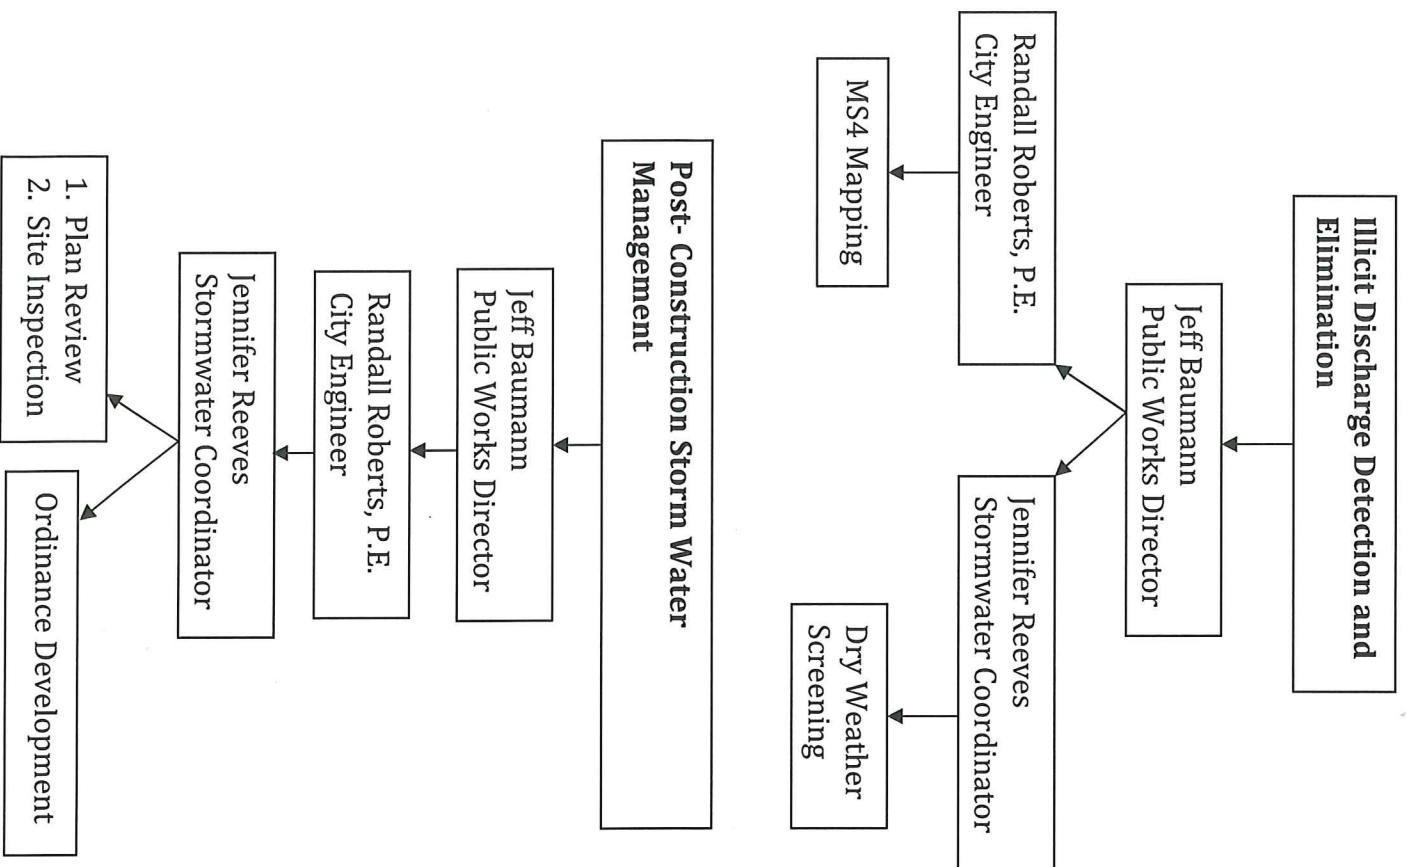 Illicit Discharge Detection and
Elimination
Jeff Baumann
Public Works Director
Randall Roberts, P.E.
City Engineer
Jennifer Reeves
Stormwater Coordinator
MS4 Mapping
Dry Weather
Screening
Post- Construction Storm Water
Management
Jeff Baumann
Public Works Director
Randall Roberts, P.E.
City Engineer
Jennifer Reeves
Stormwater Coordinator
1. Plan Review
2. Site Inspection
Ordinance Development